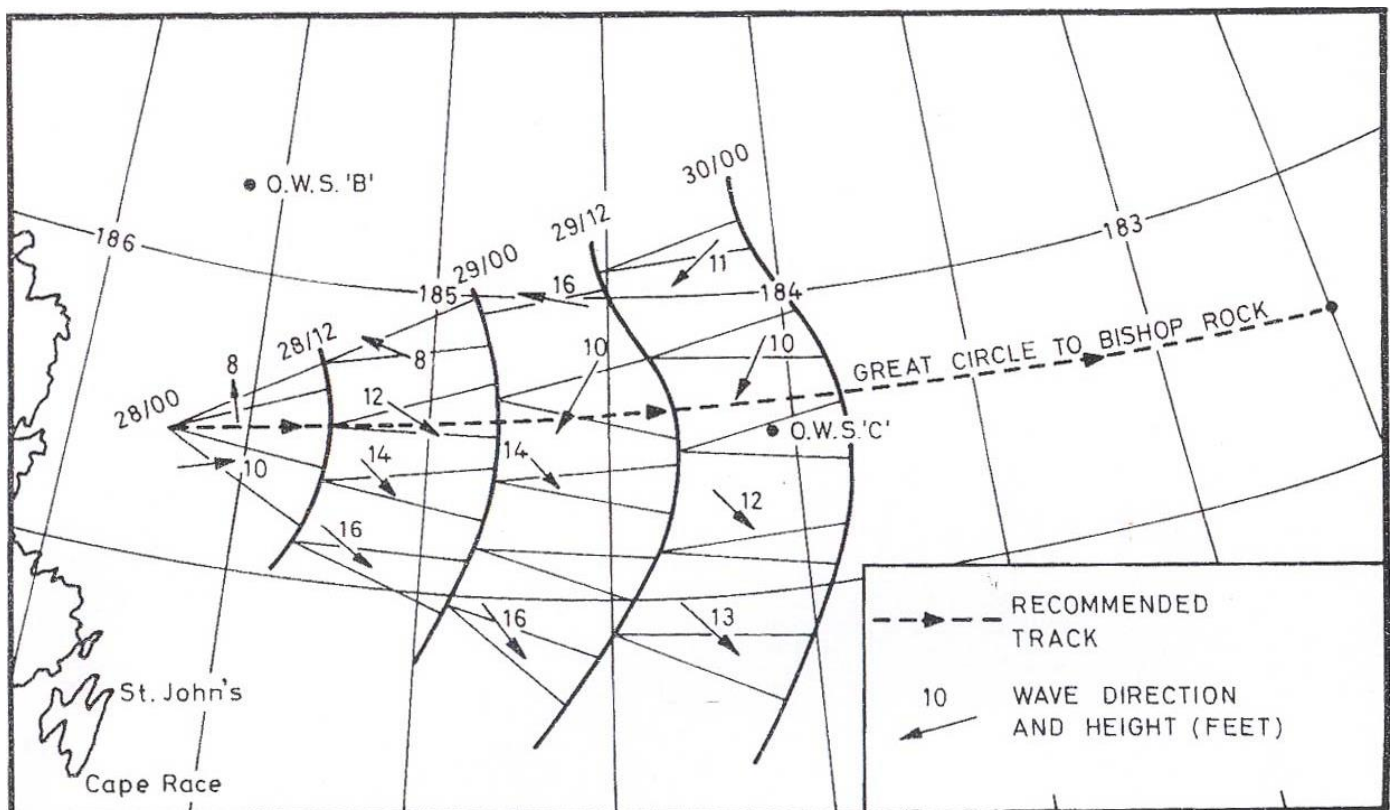 30/00
O.W.S. 'B'
29/12
183
186
29/00
11
16
185
184
28/12
GREAT CIRCLE TO BISHOP ROCK
8
8
10
10
28/00
12
O.W.S.'C'
10
14
14
12
16
16
13
RECOMMENDED
TRACK
10
WAVE DIRECTION
AND HEIGHT (FEET)
St. John's
Cape Race